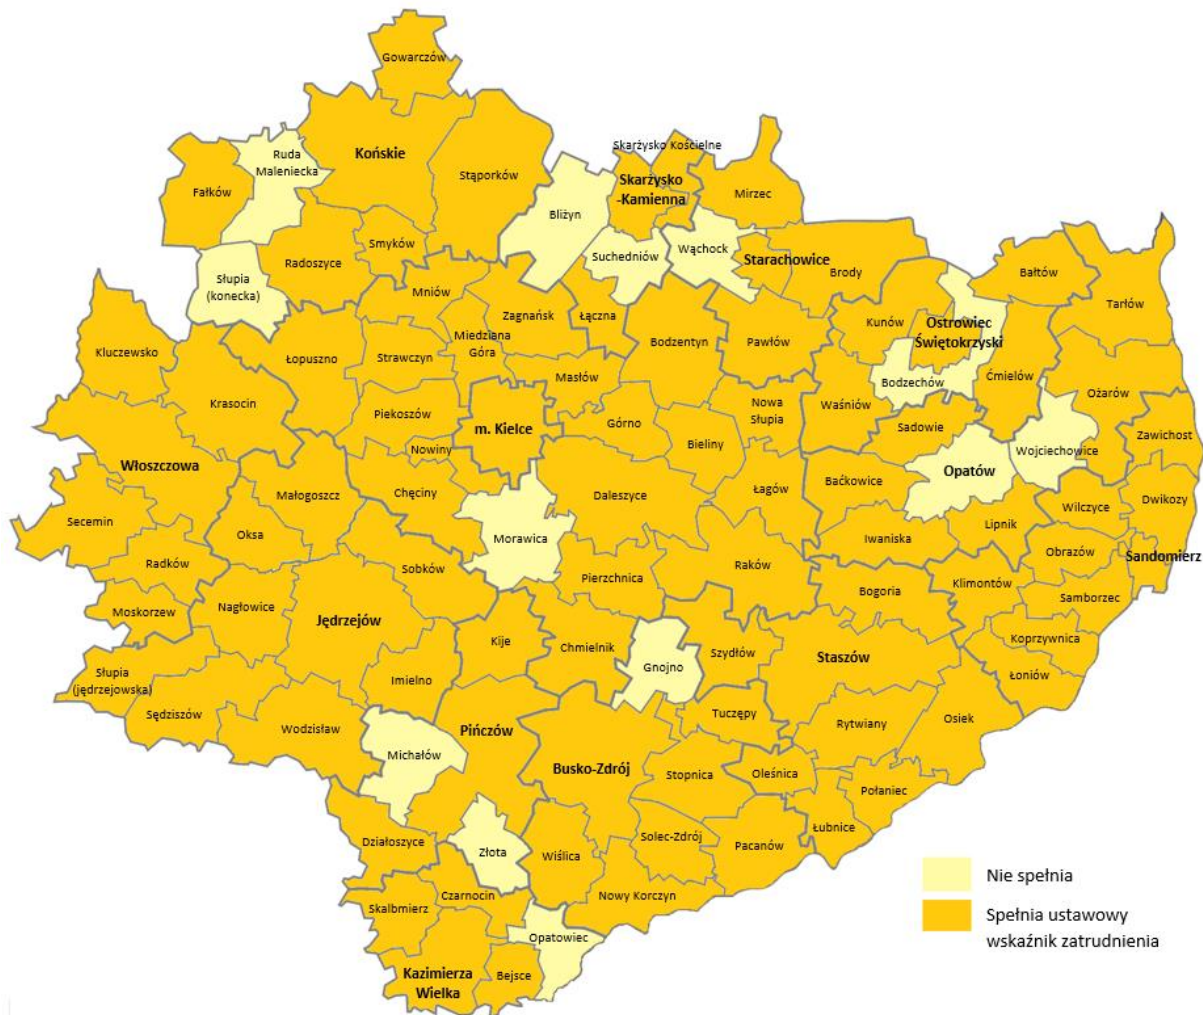 Gowarczów
Ruda
Maleniecka
Końskie
Stąporków
Skarżysko Kościelne
Skarżysko
-Kamienna
Mirzec
Fałków
Bliżyn
Smyków
Radoszyce
Suchedniów
Wąchock
Starachowice
Brody
Bałtów
Słupia
(konecka)
Mniów
Tarłów
Zagnańsk
Łączna
Kunów
Ostrowiec
Świętokrzyski
Miedziana
Góra
Bodzentyn
Pawłów
Kluczewsko
Łopuszno
Strawczyn
Masłów
Bodzechów
Ćmielów
Ożarów
Krasocin
Piekoszów
m. Kielce
Górno
Nowa
Słupia
Waśniów
Sadowie
Zawichost
Bieliny
Nowiny
Wojciechowice
Włoszczowa
Małogoszcz
Chęciny
Daleszyce
Łagów
Baćkowice
Opatów
Dwikozy
Wilczyce
Secemin
Oksa
Morawica
Iwaniska
Lipnik
Obrazów
Sandomierz
Radków
Sobków
Pierzchnica
Raków
Klimontów
Bogoria
Samborzec
Moskorzew
Nagłowice
Jędrzejów
Kije
Chmielnik
Koprzywnica
Szydłów
Staszów
Gnojno
Słupia
(jędrzejowska)
Imielno
Łoniów
Sędziszów
Tuczępy
Osiek
Wodzisław
Pińczów
Rytwiany
Michałów
Busko-Zdrój
Stopnica
Oleśnica
Połaniec
Łubnice
Działoszyce
Złota
Wiślica
Solec-Zdrój
Pacanów
Czarnocin
Nowy Korczyn
Skalbmierz
Opatowiec
Kazimierza
Wielka
Bejsce
Nie spełnia
Spełnia ustawowy
wskaźnik zatrudnienia